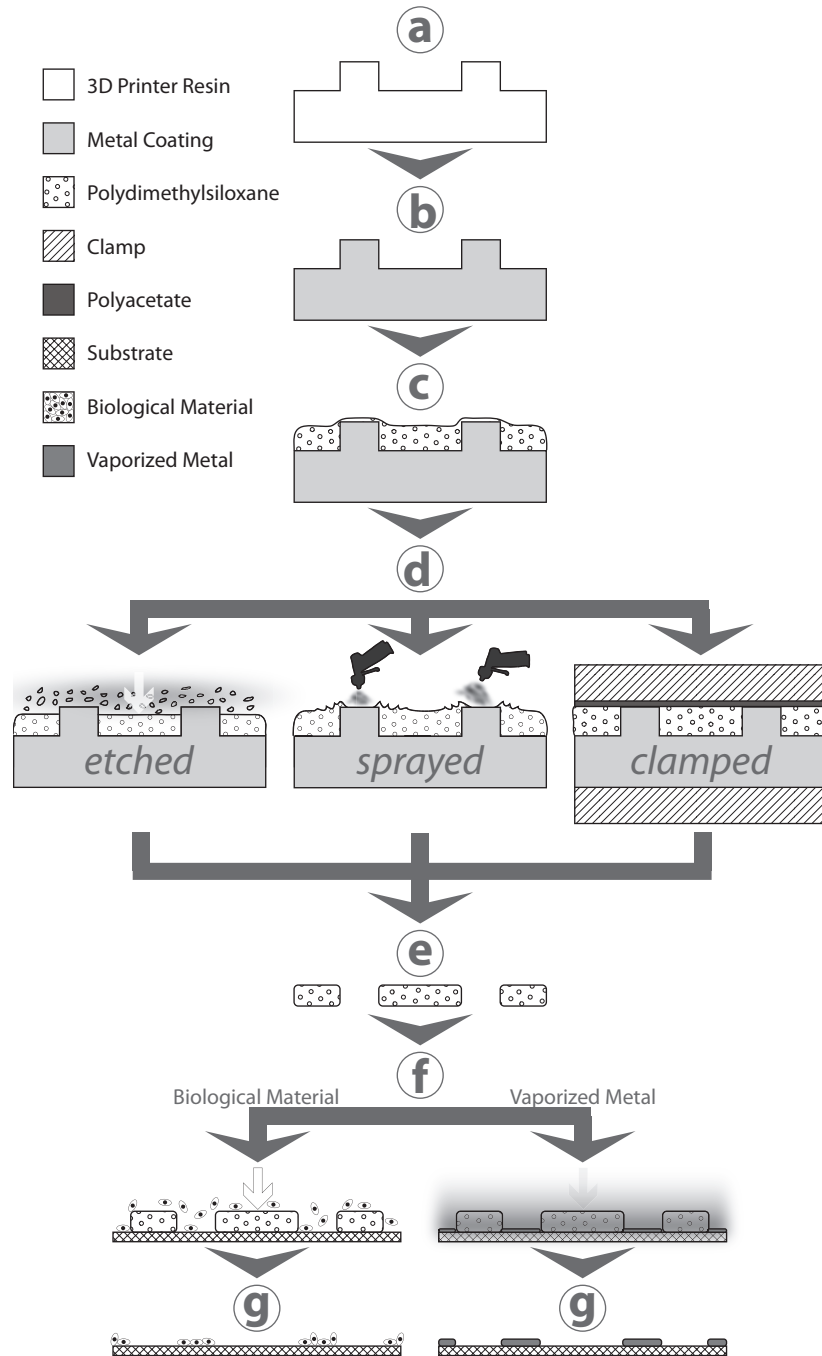 a
3D Printer Resin
Metal Coating
Polydimethylsiloxane
Clamp
Polyacetate
Substrate
Biological Material
Vaporized Metal
b
c
d
etched
sprayed
clamped
e
f
Biological Material
Vaporized Metal
g
g